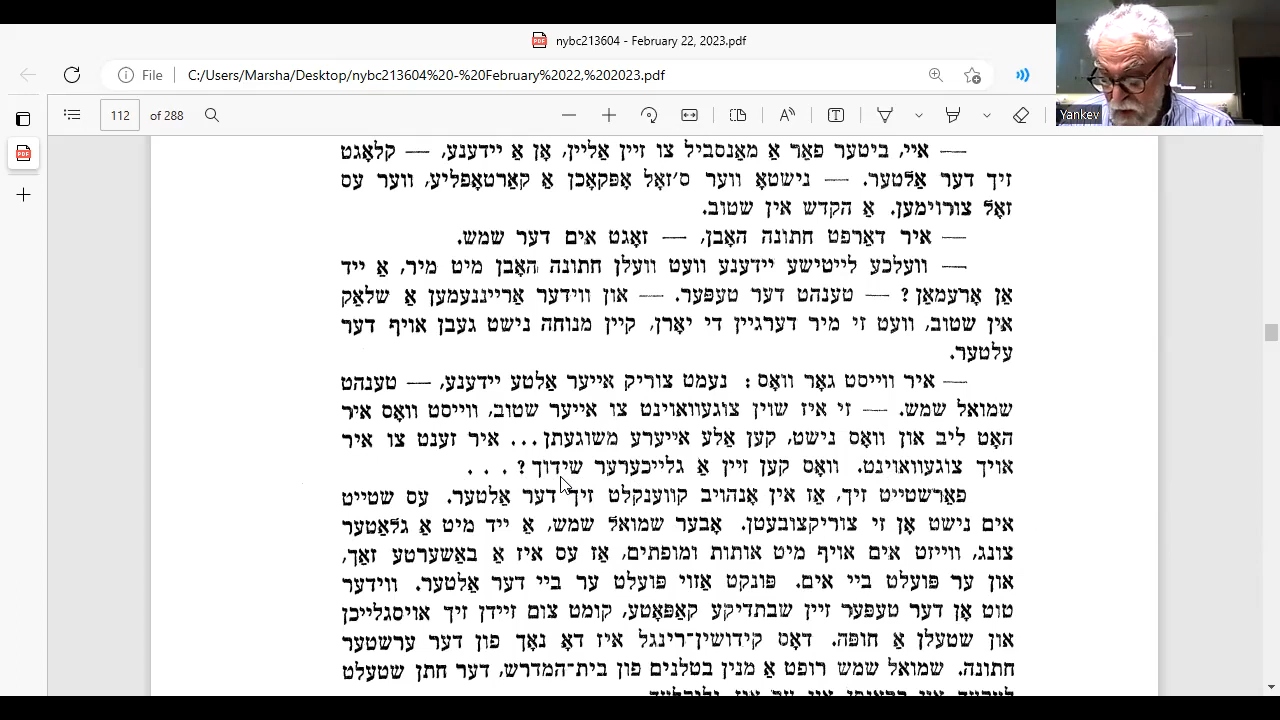 nybc213604 - February 22, 2023.pdf
File
C:/Users/Marsha/Desktop/nybc213604%20-%20February%2022,%202023.pdf
Yankev
112 of 288
— איי, ביטער פאַר אַ מאַנסביל צו זיין אַליין, אָן אַ יידענע, — קלאָגט
זיך דער אַלטער. — נישטאָ ווער ס׳זאָל אָפּקאָכן אַ קאַרטאָפליע, ווער עס
זאָל צורוימען. אַ הקדש אין שטוב.
— איר דאַרפט חתונה האָבן, — זאָגט אים דער שמש.
— וועלכע לייטישע יידענע וועט וועלן חתונה האָבן מיט מיר, אַ ייד
אַן אָרעמאַן? — טענהט דער טעפּער. — און ווידער אַריננעמען אַ שלאַק
אין שטוב, וועט זי מיר דערגיין די יאָרן, קיין מנוחה נישט געבן אויף דער
עלטער.
— איר ווייסט גאָר וואָס: נעמט צוריק אייער אַלטע יידענע, — טענהט
שמואל שמש. — זי איז שוין צוגעוואוינט צו אייער שטוב, ווייסט וואָס איר
האָט ליב און וואָס נישט, קען אַלע אייערע משוגעתן... איר זענט צו איר
אויך צוגעוואוינט. וואָס קען זיין אַ גלייכערער שידוך? . . .
פאַרשטייט זיך, אַז אין אָנהויב קווענקלט זיך דער אַלטער. עס שטייט
אים נישט אָן זי צוריקצובעטן. אָבער שמואל שמש, אַ ייד מיט אַ גלאַטער
צונג, ווייזט אים אויף מיט אותות ומופתים, אַז עס איז אַ באַשערטע זאַך,
און ער פּועלט ביי אים. פּונקט אַזוי פּועלט ער ביי דער אַלטער. ווידער
טוט אָן דער טעפּער זיין שבתדיקע קאַפּאָטע, קומט צום זיידן זיך אויסגלייכן
און שטעלן אַ חופּה. דאָס קידושין־רינגל איז דאָ נאָך פון דער ערשטער
חתונה. שמואל שמש רופט אַ מנין בטלנים פון בית־המדרש, דער חתן שטעלט